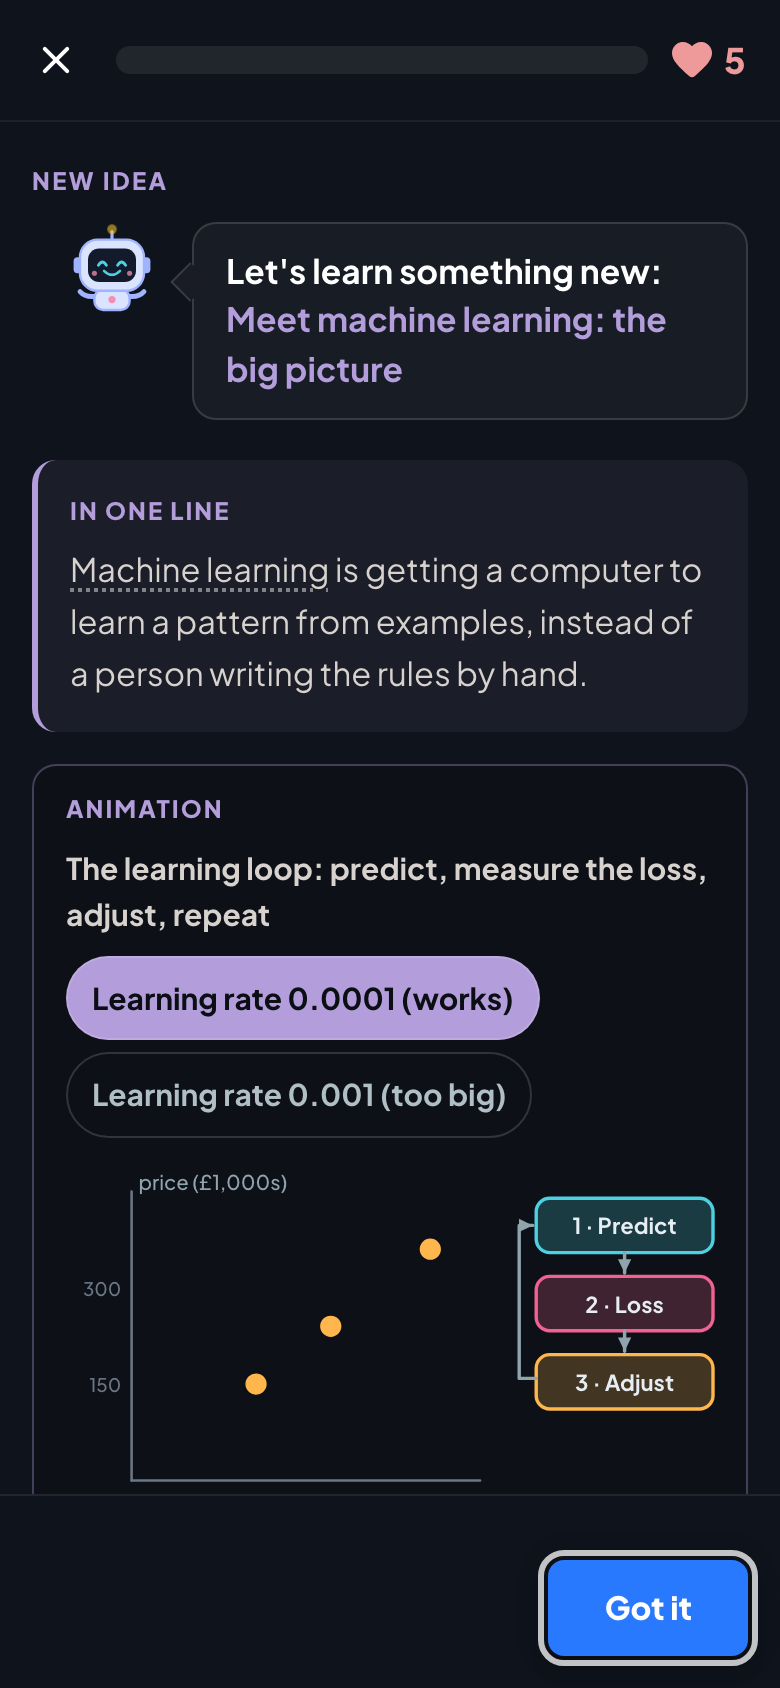 5
NEW IDEA
Let's learn something new:
Meet machine learning: the
big picture
IN ONE LINE
Machine learning is getting a computer to
learn a pattern from examples, instead of
a person writing the rules by hand.
ANIMATION
The learning loop: predict, measure the loss,
adjust, repeat
Learning rate 0.0001 (works)
Learning rate 0.001 (too big)
price (£1,000s)
300
150
1 · Predict
2 · Loss
3 · Adjust
Got it